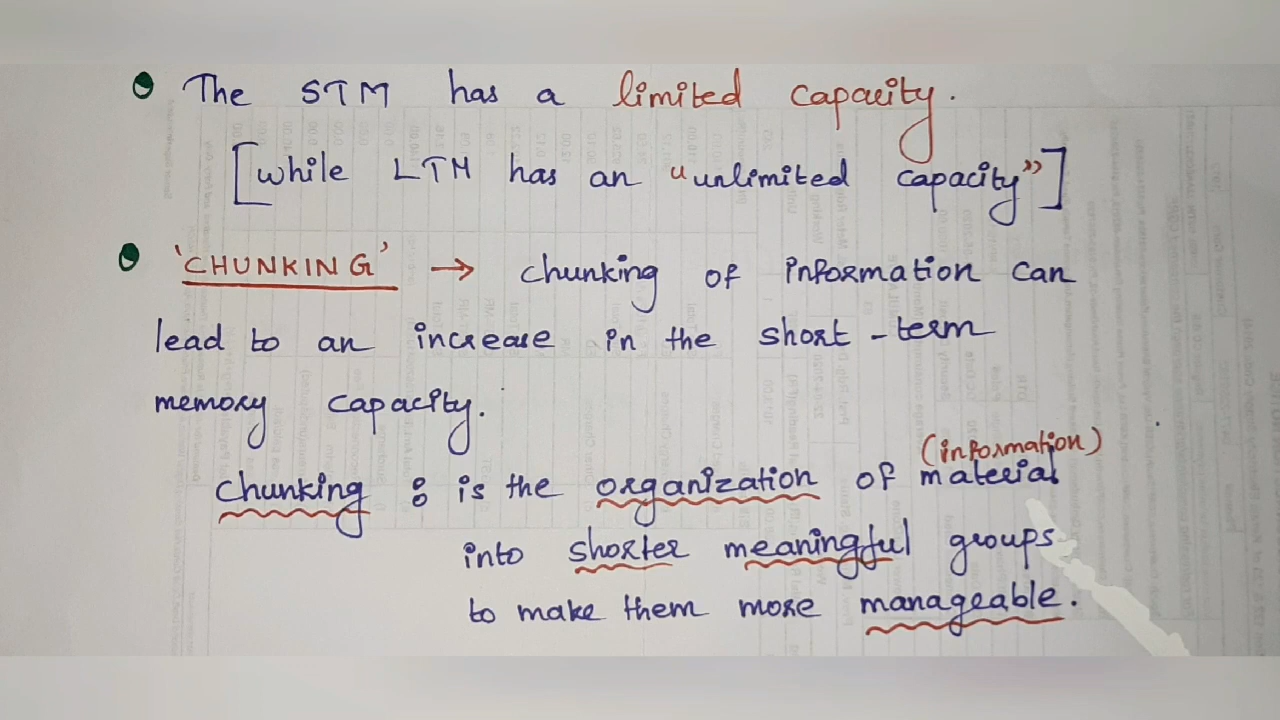 The STM has a limited capacity.
[while LTM has an "unlimited capacity"]
'CHUNKING' → chunking of information can
lead to an increase in the short-term
memory capacity.
(information)
chunking : is the organization of material
into shorter meaningful groups
to make them more manageable.